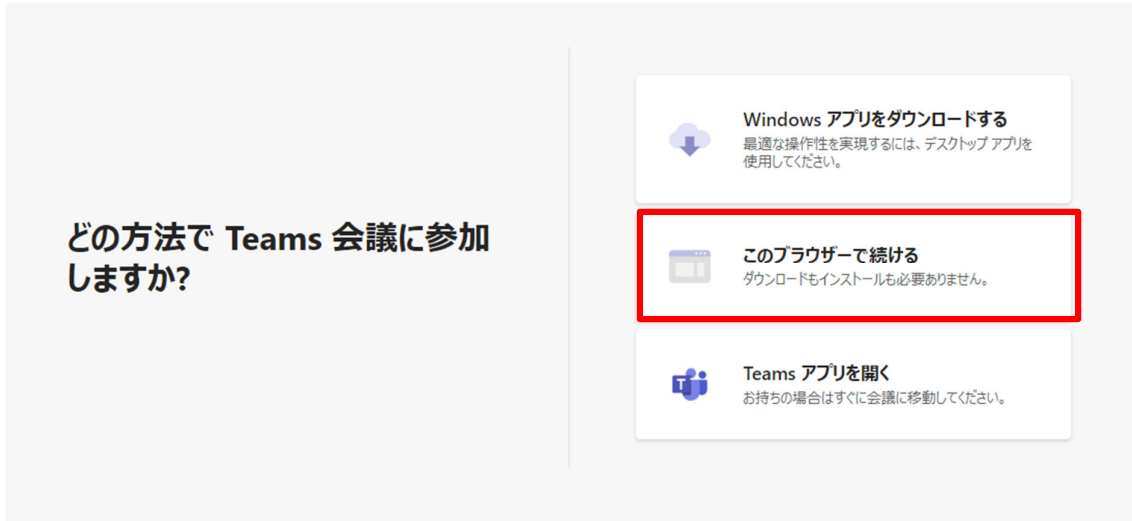 どの方法で Teams 会議に参加
しますか?
Windows アプリをダウンロードする
最適な操作性を実現するには、デスクトップ アプリを
使用してください。
このブラウザーで続ける
ダウンロードもインストールも必要ありません。
Teams アプリを開く
お持ちの場合はすぐに会議に移動してください。